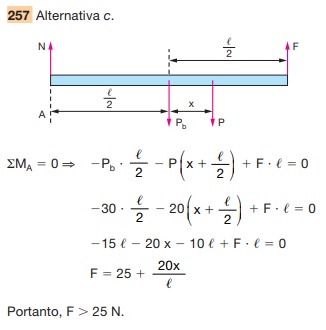 257 Alternativa c.
N
ℓ/2
F
A
ℓ/2
x
P_b
P
ΣM_A = 0 ⇒ −P_b · ℓ/2 − P(x + ℓ/2) + F · ℓ = 0
−30 · ℓ/2 − 20(x + ℓ/2) + F · ℓ = 0
−15 ℓ − 20 x − 10 ℓ + F · ℓ = 0
F = 25 + 20x/ℓ
Portanto, F > 25 N.